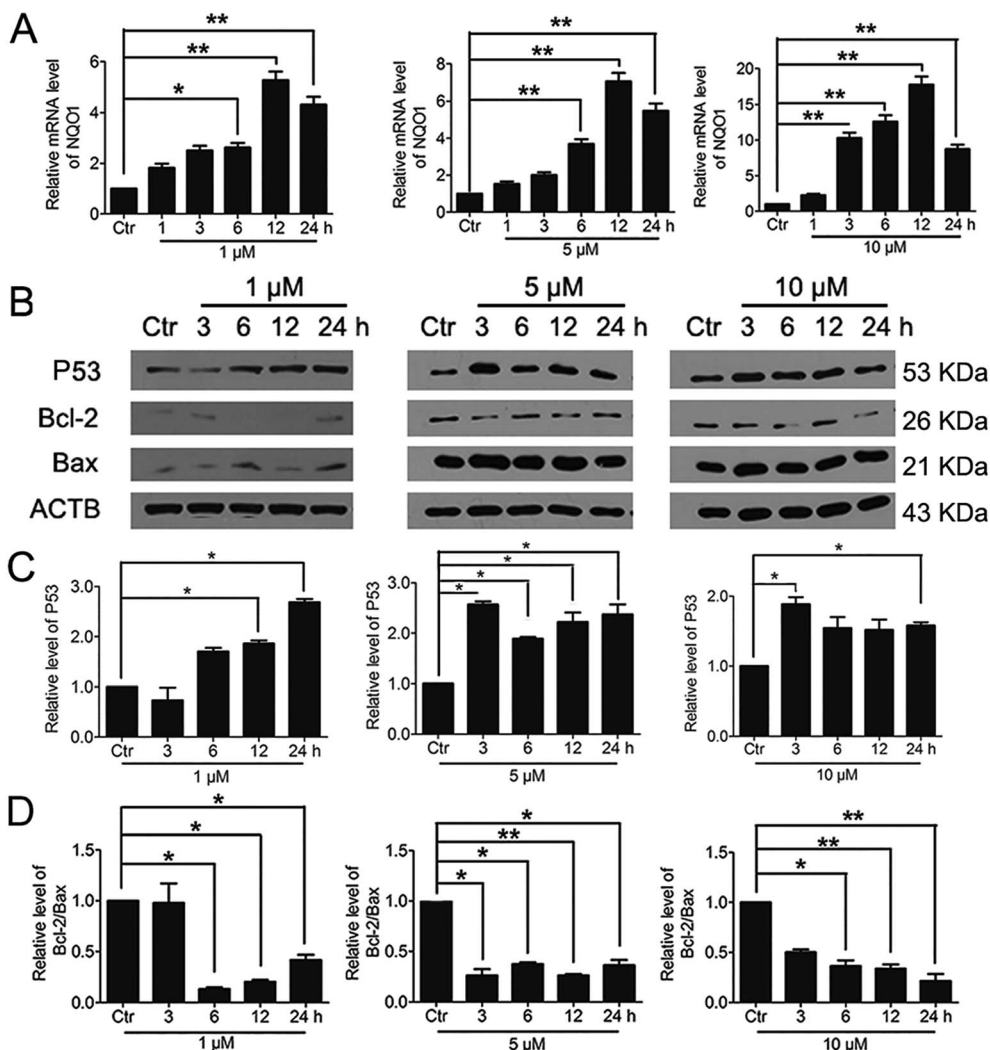 A
Relative mRNA level
of NQO1
6
4
2
0
*
**
**
Ctr 1 3 6 12 24 h
1 µM
Relative mRNA level
of NQO1
8
6
4
2
0
**
**
**
Ctr 1 3 6 12 24 h
5 µM
Relative mRNA level
of NQO1
20
15
10
5
0
**
**
**
**
Ctr 1 3 6 12 24 h
10 µM
B
1 µM 5 µM 10 µM
Ctr 3 6 12 24 h Ctr 3 6 12 24 h Ctr 3 6 12 24 h
P53 53 KDa
Bcl-2 26 KDa
Bax 21 KDa
ACTB 43 KDa
C
Relative level of P53
3.0
2.0
1.0
0.0
*
*
Ctr 3 6 12 24 h
1 µM
Relative level of P53
3.0
2.0
1.0
0.0
*
*
*
*
Ctr 3 6 12 24 h
5 µM
Relative level of P53
2.0
1.0
0.0
*
*
Ctr 3 6 12 24 h
10 µM
D
Relative level of
Bcl-2/Bax
1.5
1.0
0.5
0.0
*
*
*
Ctr 3 6 12 24 h
1 µM
Relative level of
Bcl-2/Bax
1.5
1.0
0.5
0.0
*
**
*
*
Ctr 3 6 12 24 h
5 µM
Relative level of
Bcl-2/Bax
1.5
1.0
0.5
0.0
**
**
*
Ctr 3 6 12 24 h
10 µM